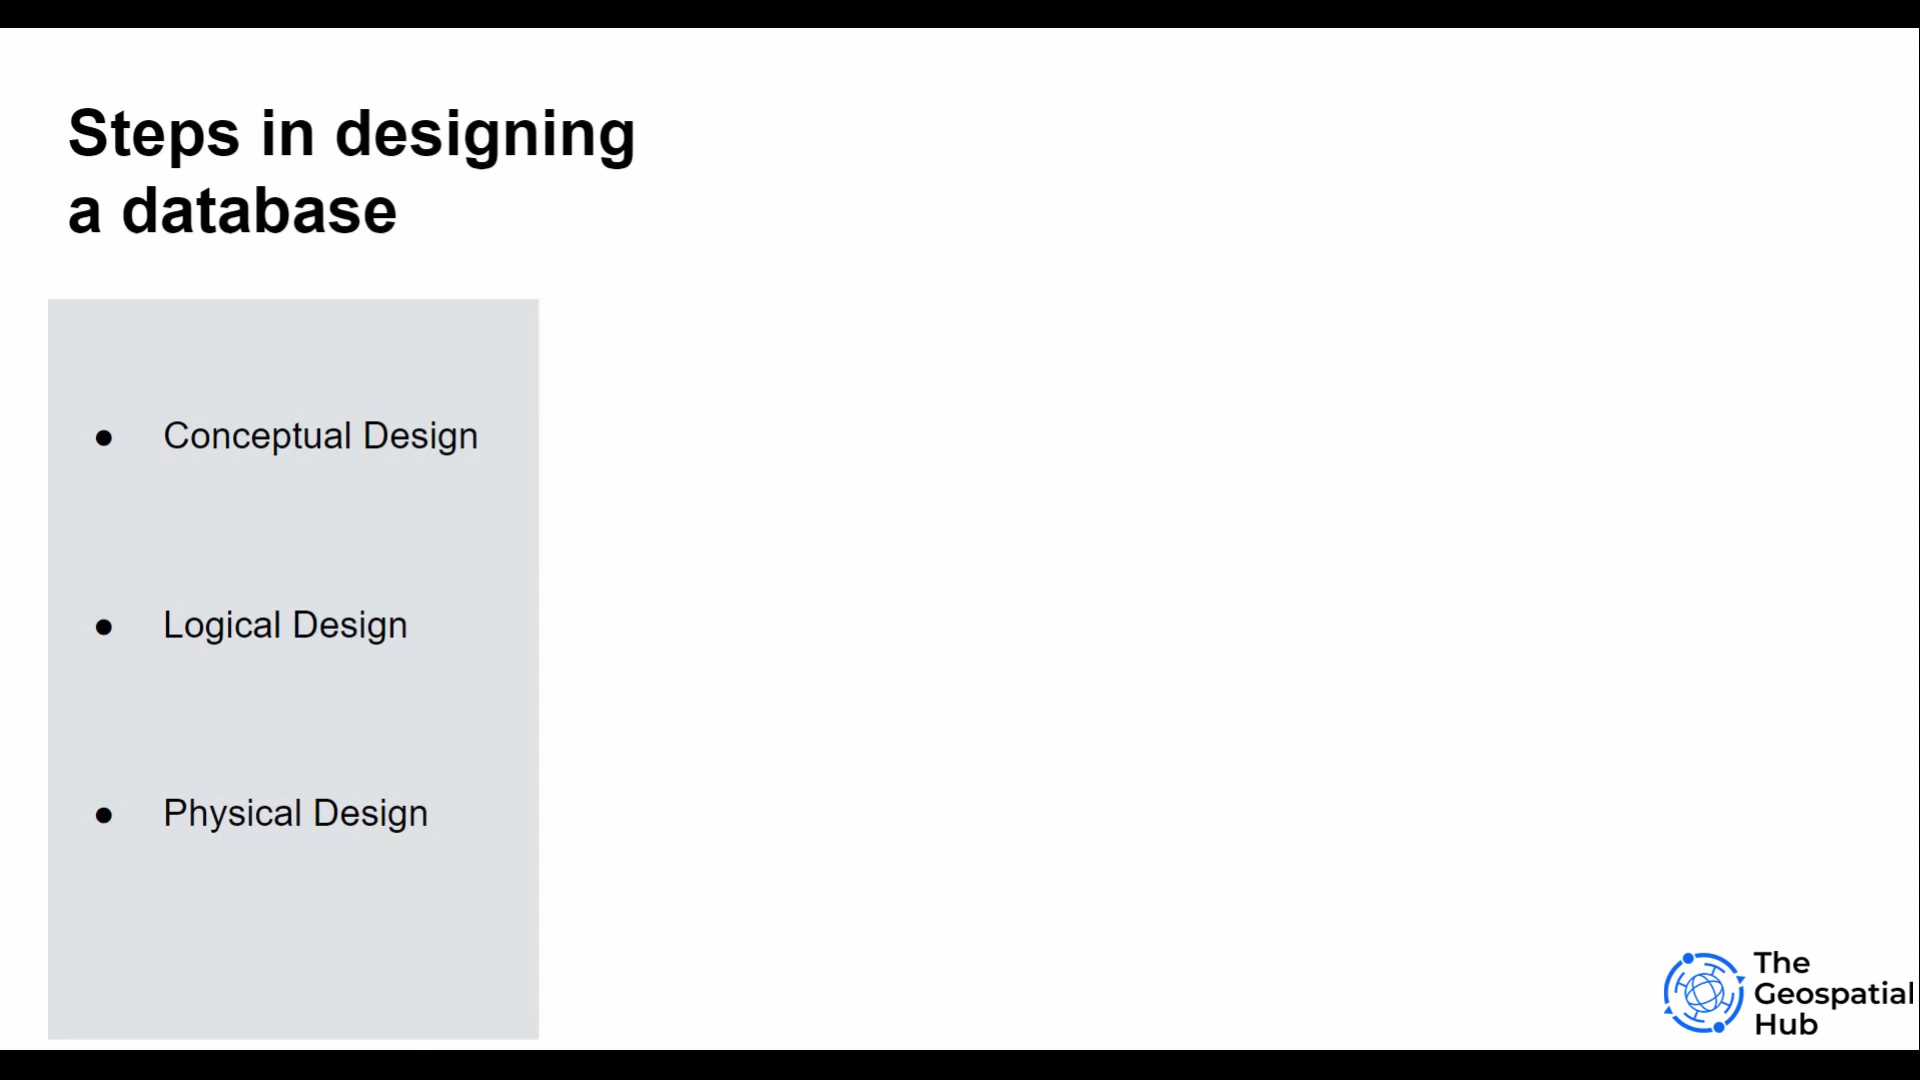 Steps in designing
a database
● Conceptual Design
● Logical Design
● Physical Design
The
Geospatial
Hub